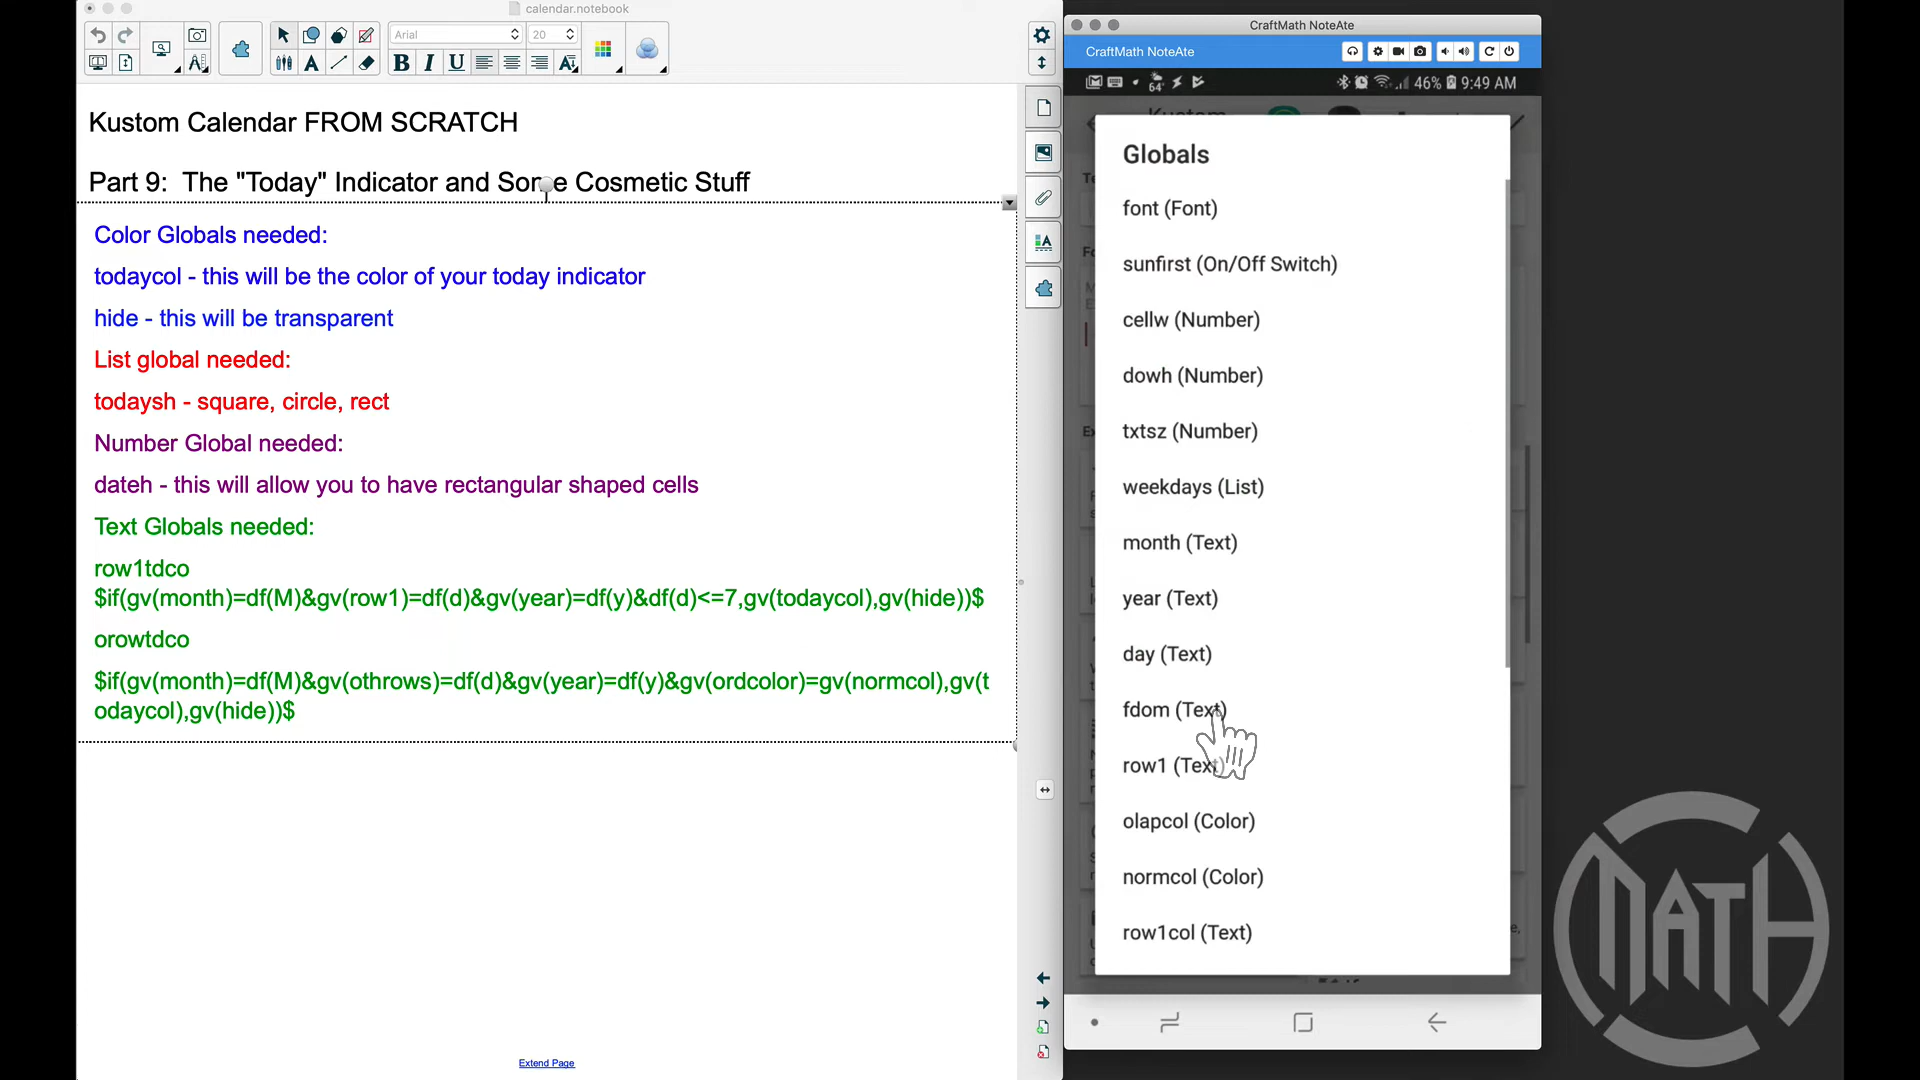 calendar.notebook
Arial
20
B I U
Kustom Calendar FROM SCRATCH
Part 9: The "Today" Indicator and Some Cosmetic Stuff
Color Globals needed:
todaycol - this will be the color of your today indicator
hide - this will be transparent
List global needed:
todaysh - square, circle, rect
Number Global needed:
dateh - this will allow you to have rectangular shaped cells
Text Globals needed:
row1tdco
$if(gv(month)=df(M)&gv(row1)=df(d)&gv(year)=df(y)&df(d)<=7,gv(todaycol),gv(hide))$
orowtdco
$if(gv(month)=df(M)&gv(othrows)=df(d)&gv(year)=df(y)&gv(ordcolor)=gv(normcol),gv(t
odaycol),gv(hide))$
Extend Page
CraftMath NoteAte
CraftMath NoteAte
64°
46%
9:49 AM
Globals
font (Font)
sunfirst (On/Off Switch)
cellw (Number)
dowh (Number)
txtsz (Number)
weekdays (List)
month (Text)
year (Text)
day (Text)
fdom (Text)
row1 (Text)
olapcol (Color)
normcol (Color)
row1col (Text)
MATH